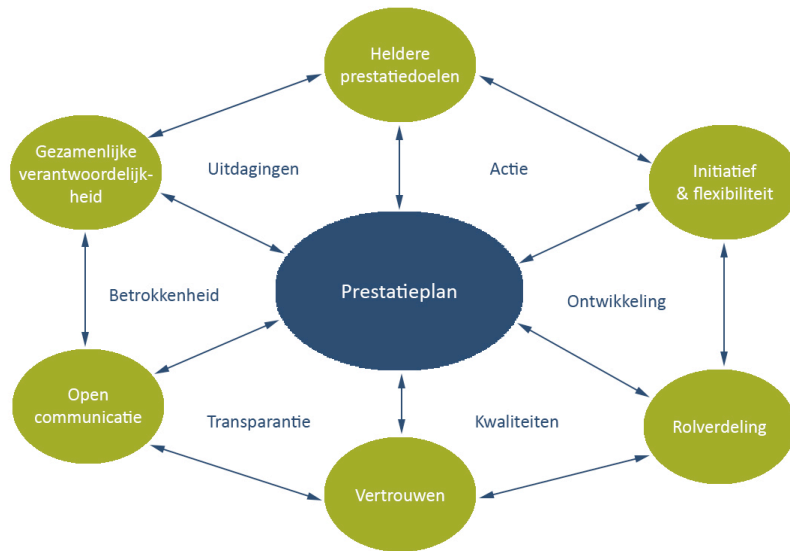 Heldere
prestatiedoelen
Gezamenlijke
verantwoordelijk-
heid
Uitdagingen
Actie
Initiatief
& flexibiliteit
Betrokkenheid
Prestatieplan
Ontwikkeling
Open
communicatie
Transparantie
Kwaliteiten
Rolverdeling
Vertrouwen